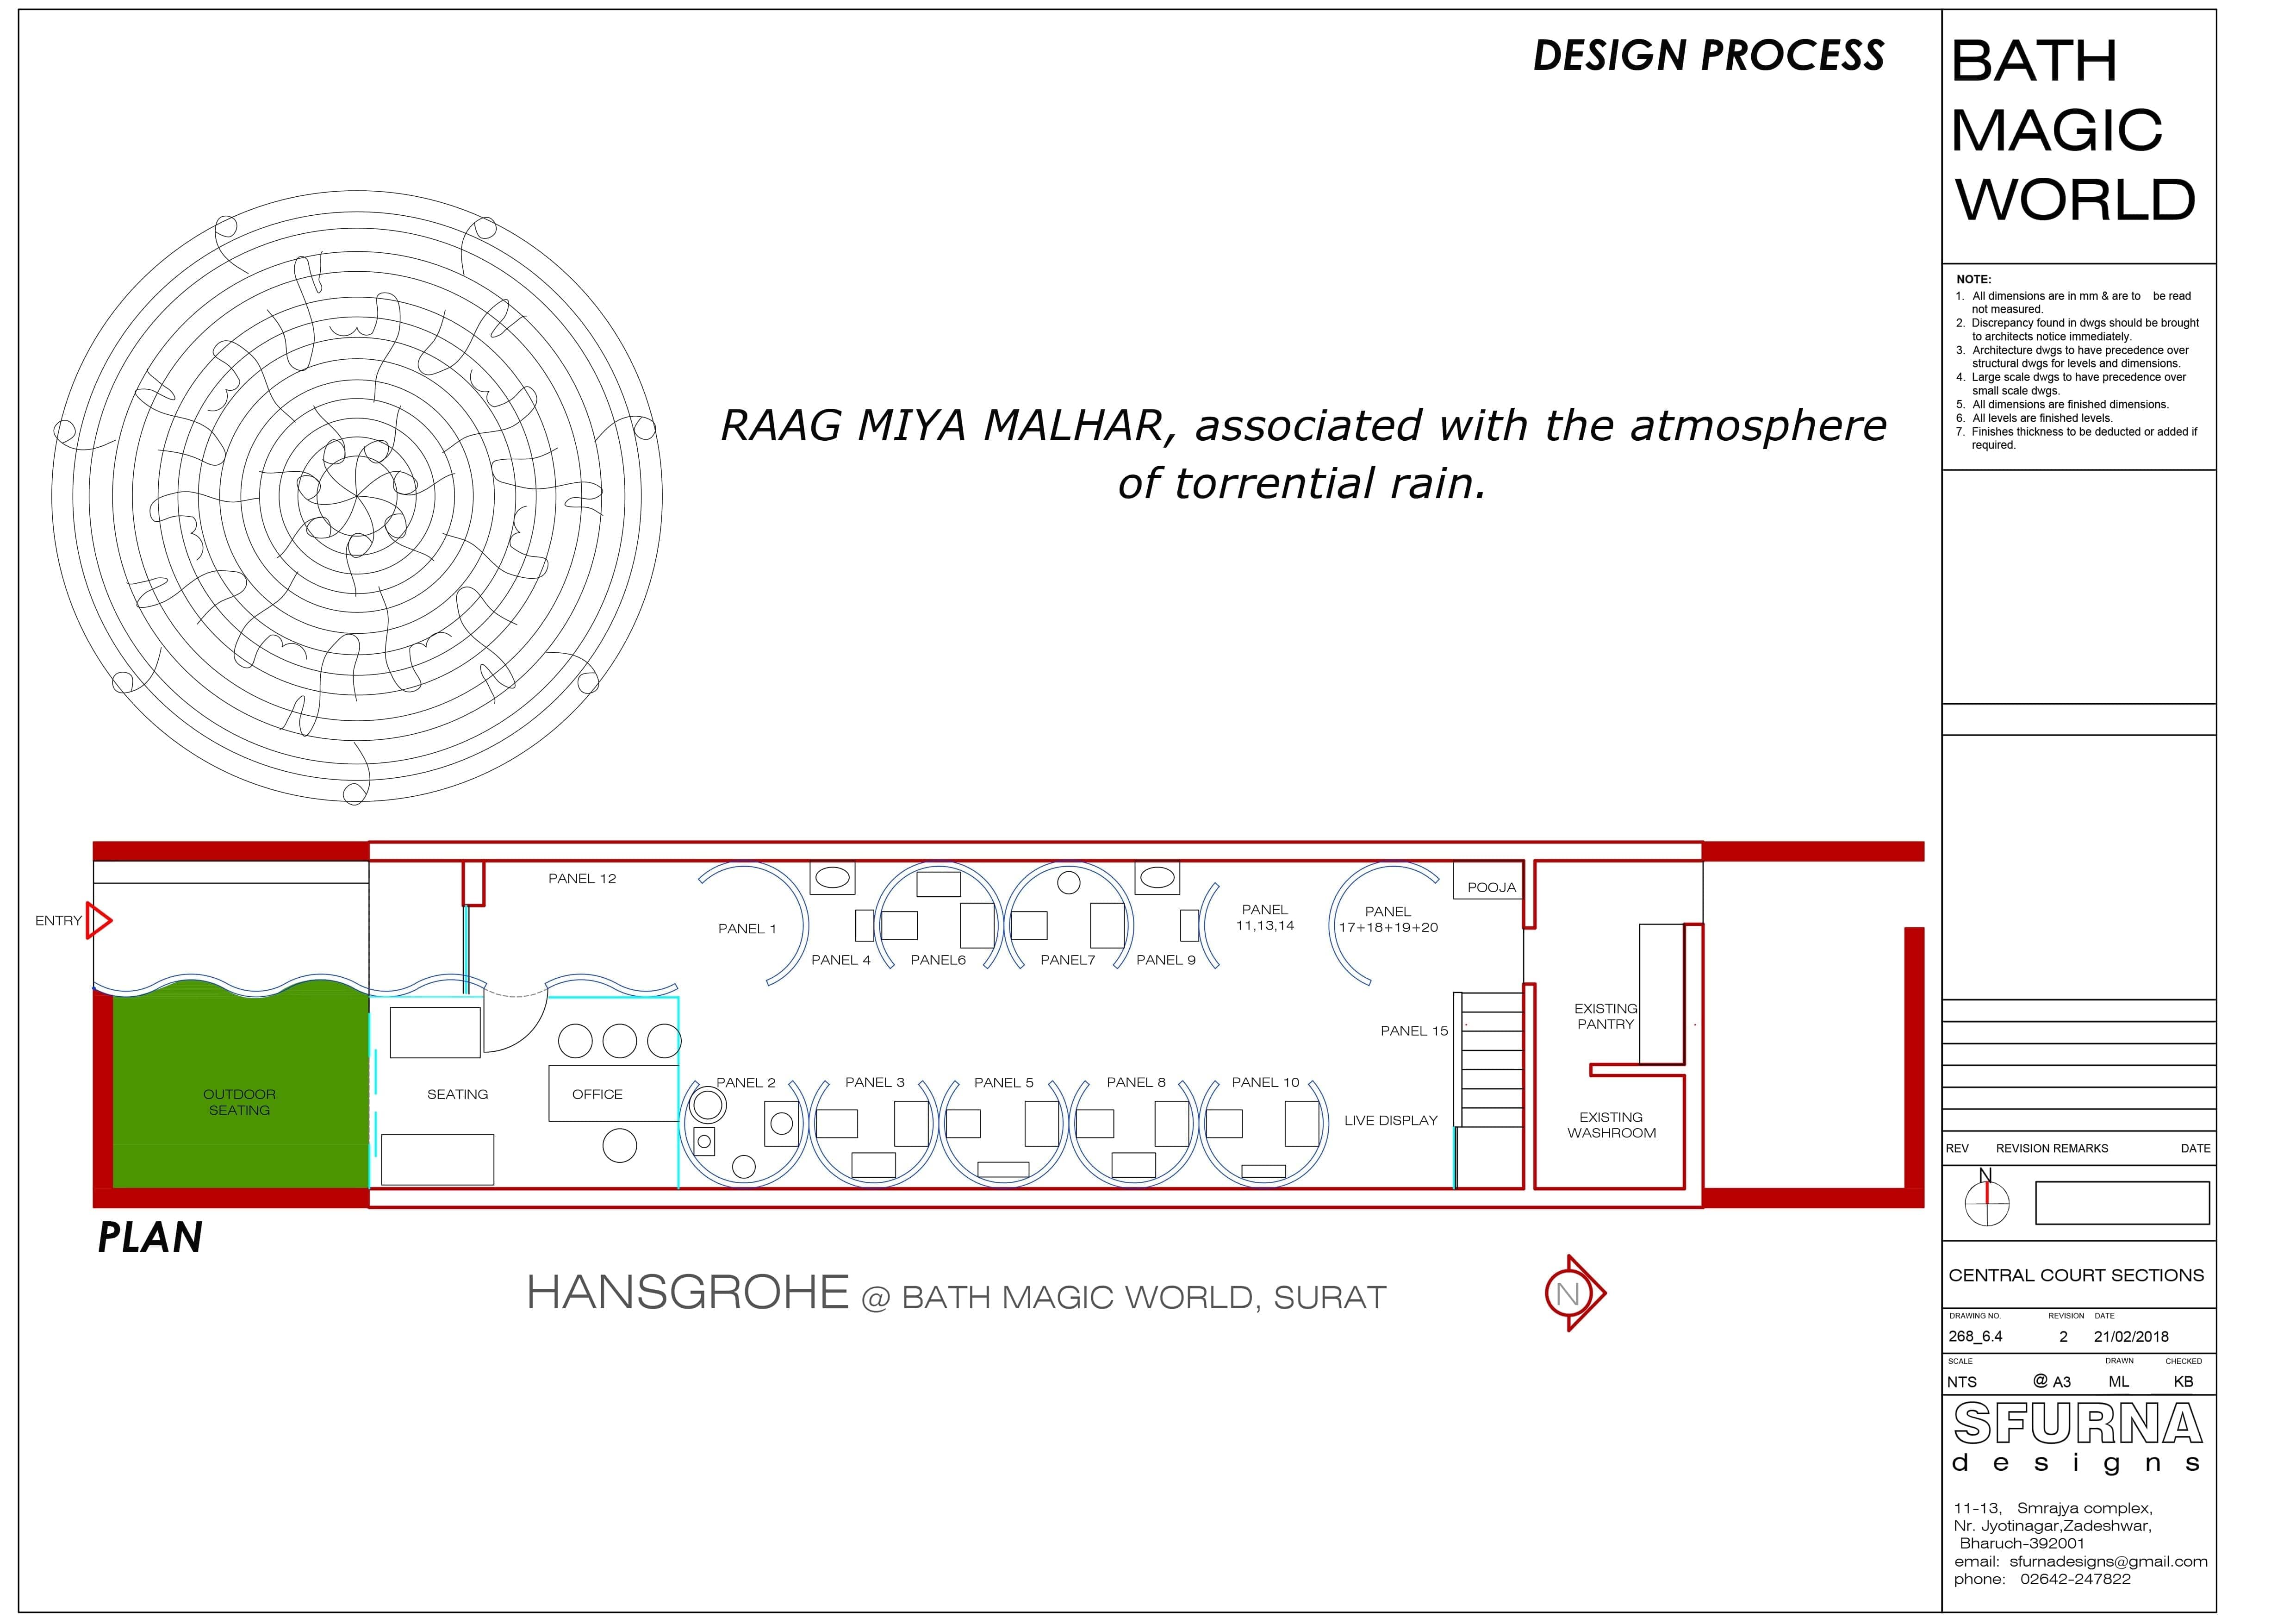 DESIGN PROCESS
RAAG MIYA MALHAR, associated with the atmosphere
of torrential rain.
ENTRY
PANEL 12
PANEL 1
PANEL 4
PANEL6
PANEL7
PANEL 9
PANEL
11,13,14
PANEL
17+18+19+20
POOJA
EXISTING
PANTRY
PANEL 15
OUTDOOR
SEATING
SEATING
OFFICE
PANEL 2
PANEL 3
PANEL 5
PANEL 8
PANEL 10
LIVE DISPLAY
EXISTING
WASHROOM
PLAN
HANSGROHE @ BATH MAGIC WORLD, SURAT
N
BATH
MAGIC
WORLD
NOTE:
1. All dimensions are in mm & are to be read
not measured.
2. Discrepancy found in dwgs should be brought
to architects notice immediately.
3. Architecture dwgs to have precedence over
structural dwgs for levels and dimensions.
4. Large scale dwgs to have precedence over
small scale dwgs.
5. All dimensions are finished dimensions.
6. All levels are finished levels.
7. Finishes thickness to be deducted or added if
required.
REV REVISION REMARKS DATE
N
CENTRAL COURT SECTIONS
DRAWING NO. REVISION DATE
268_6.4 2 21/02/2018
SCALE DRAWN CHECKED
NTS @ A3 ML KB
SFURNA
designs
11-13, Smrajya complex,
Nr. Jyotinagar,Zadeshwar,
Bharuch-392001
email: sfurnadesigns@gmail.com
phone: 02642-247822